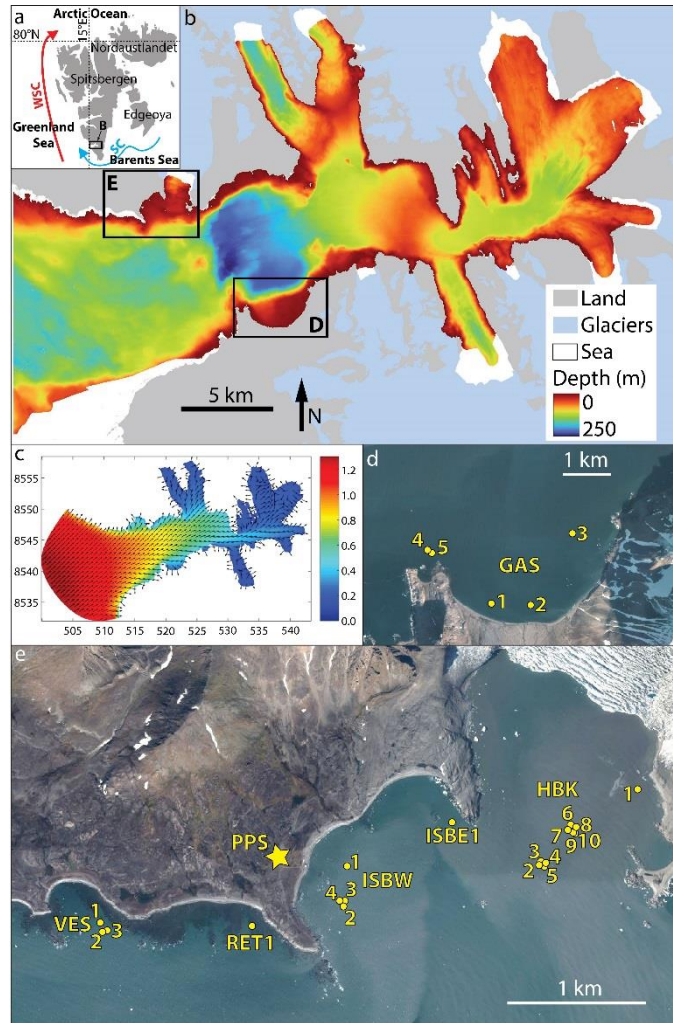 a
Arctic Ocean
80°N
15°E
Nordaustlandet
Spitsbergen
WSC
Greenland
Sea
Edgeoya
B
SC
Barents Sea
b
E
D
5 km
N
Land
Glaciers
Sea
Depth (m)
0
250
c
8555
8550
8545
8540
8535
500 505 510 515 520 525 530 535 540
1.2
1.0
0.8
0.6
0.4
0.2
0.0
d
1 km
4
5
3
GAS
1
2
e
HBK
1
6
8
7
9
10
3
4
2
5
ISBE1
PPS
1
ISBW
4
3
2
VES
1
2
3
RET1
1 km